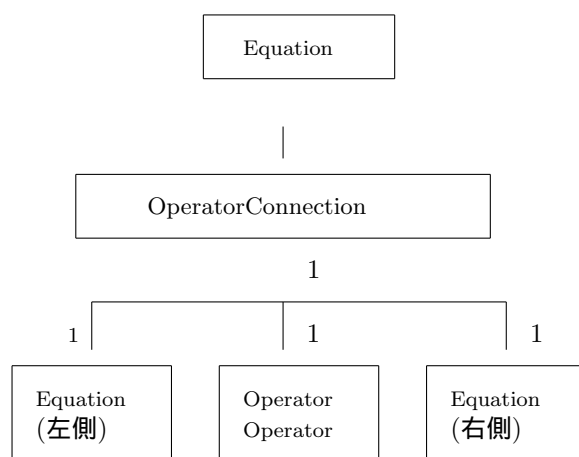 Equation
OperatorConnection
1
1
1
1
Equation
(左側)
Operator
Operator
Equation
(右側)